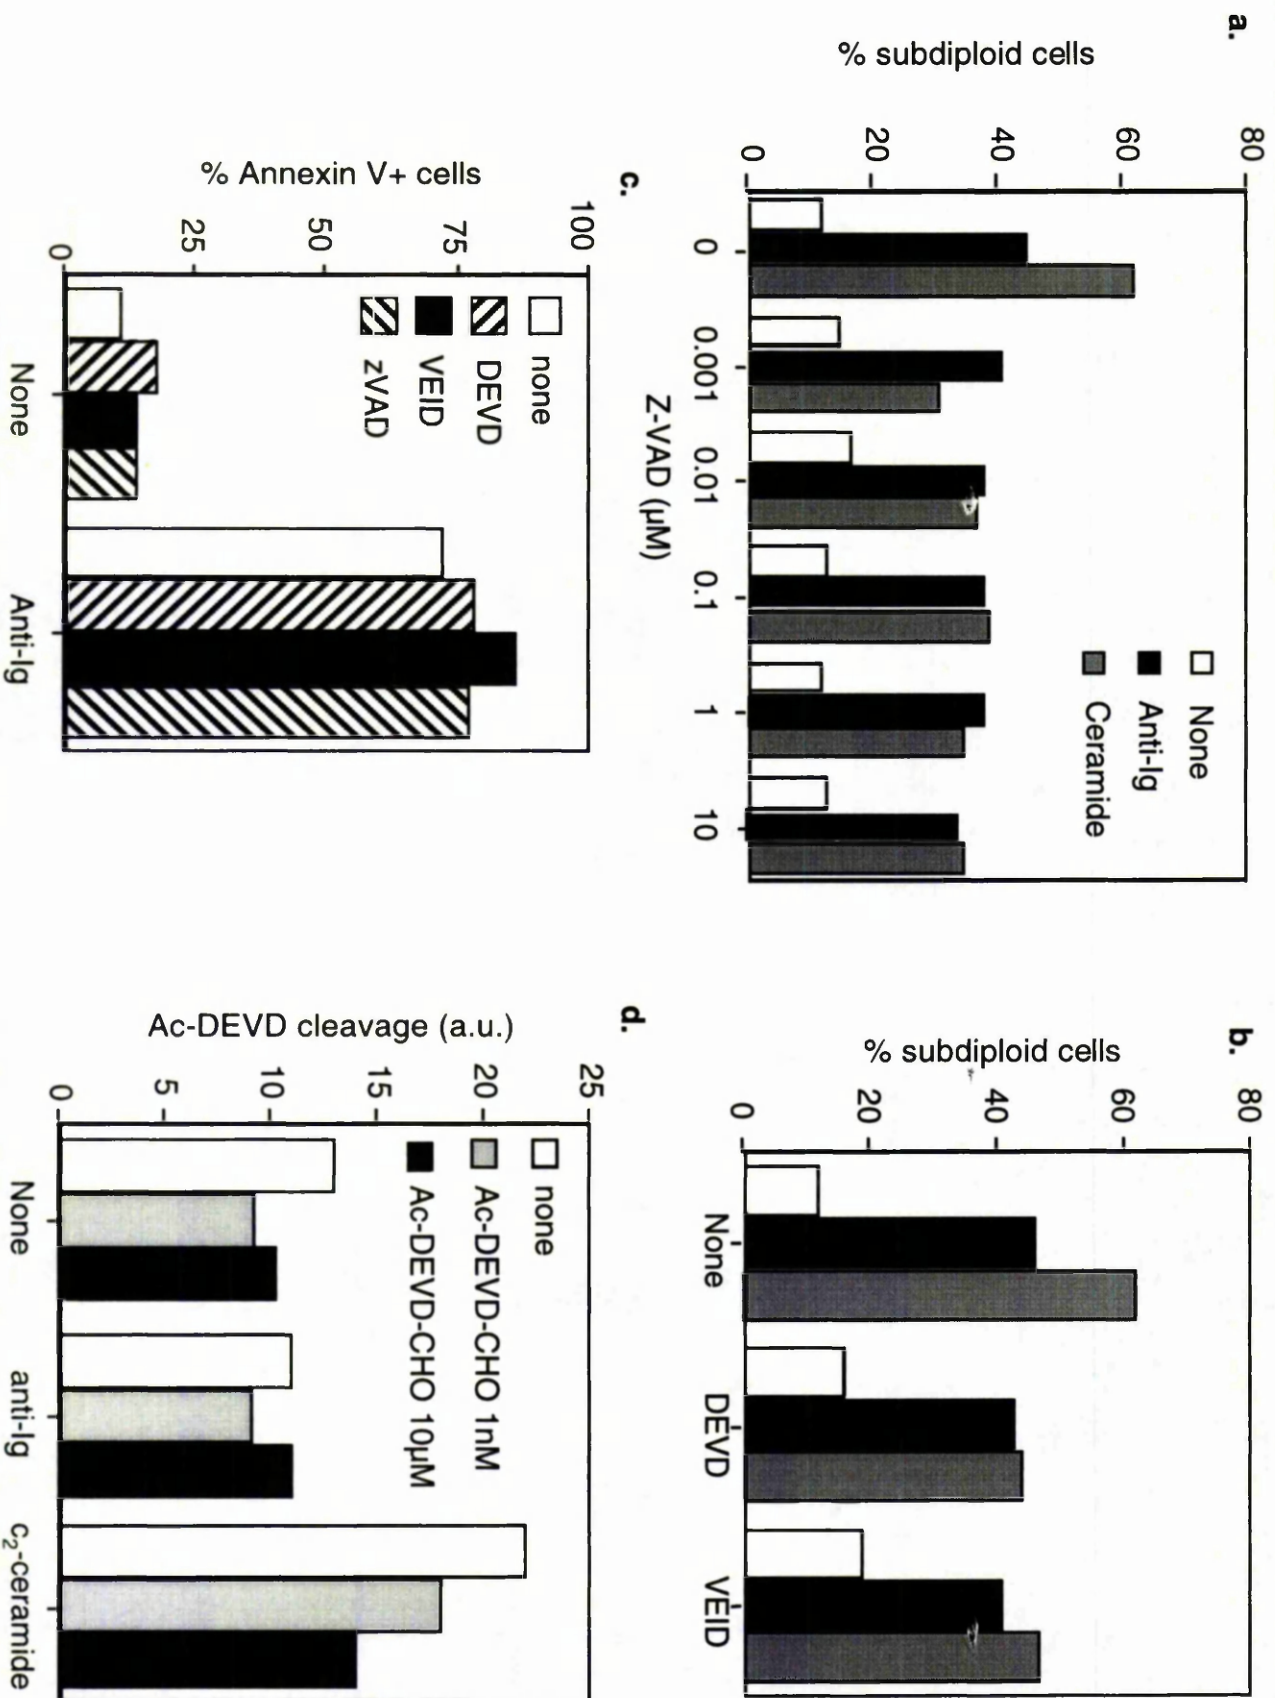 a.
% subdiploid cells
80
60
40
20
0
None
Anti-Ig
Ceramide
0 0.001 0.01 0.1 1 10
Z-VAD (µM)
b.
% subdiploid cells
80
60
40
20
0
None DEVD VEID
c.
% Annexin V+ cells
100
75
50
25
0
none
DEVD
VEID
zVAD
None Anti-Ig
d.
Ac-DEVD cleavage (a.u.)
25
20
15
10
5
0
none
Ac-DEVD-CHO 1nM
Ac-DEVD-CHO 10µM
None anti-Ig c₂-ceramide